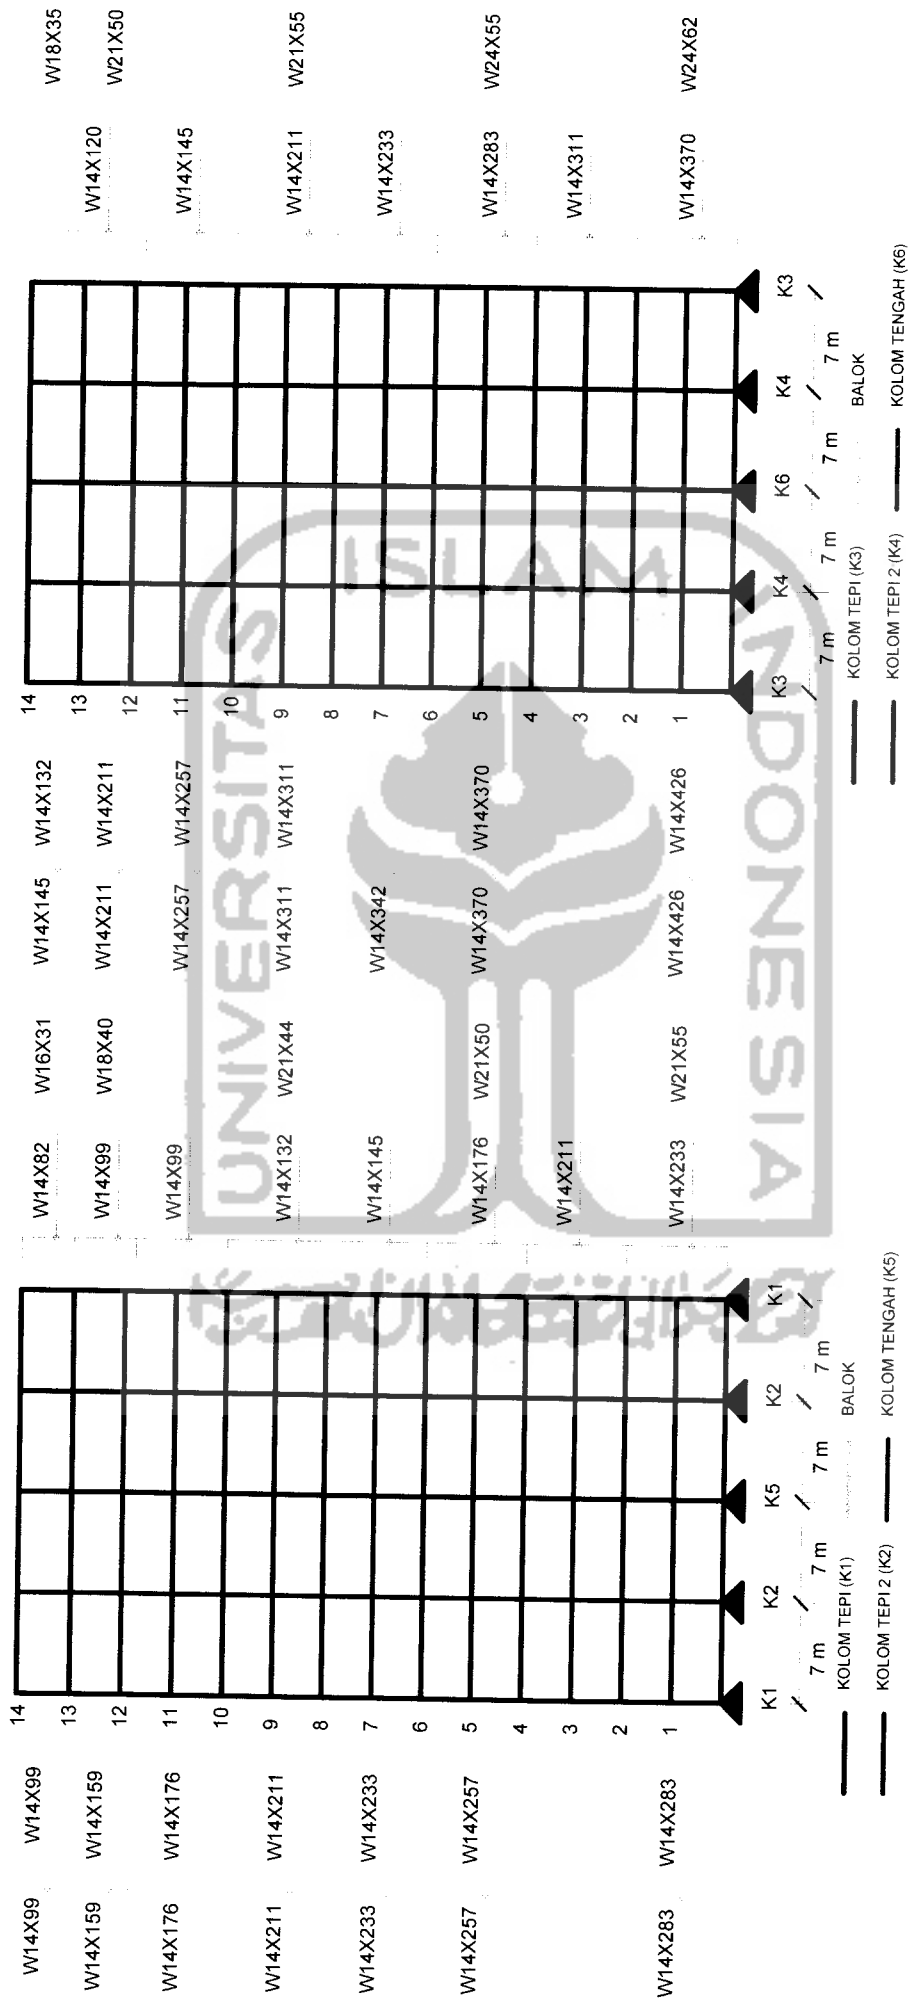 W14X99 W14X99 14 W14X82 W16X31 W14X145 W14X132 14 W18X35
W14X159 W14X159 13 W14X99 W18X40 W14X211 W14X211 13 W14X120 W21X50
12 12
W14X176 W14X176 11 W14X99 W14X257 W14X257 11 W14X145
10 10
W14X211 W14X211 9 W14X132 W21X44 W14X311 W14X311 9 W14X211 W21X55
8 8
W14X233 W14X233 7 W14X145 W14X342 7 W14X233
6 6
W14X257 W14X257 5 W14X176 W21X50 W14X370 W14X370 5 W14X283 W24X55
4 4
3 W14X211 3 W14X311
2 2
W14X283 W14X283 1 W14X233 W21X55 W14X426 W14X426 1 W14X370 W24X62
K1 K2 K5 K2 K1 K3 K4 K6 K4 K3
7 m 7 m 7 m 7 m 7 m 7 m 7 m 7 m
KOLOM TEPI (K1) BALOK KOLOM TEPI (K3) BALOK
KOLOM TEPI 2 (K2) KOLOM TENGAH (K5) KOLOM TEPI 2 (K4) KOLOM TENGAH (K6)
UNIVERSITAS
ISLAM
INDONESIA